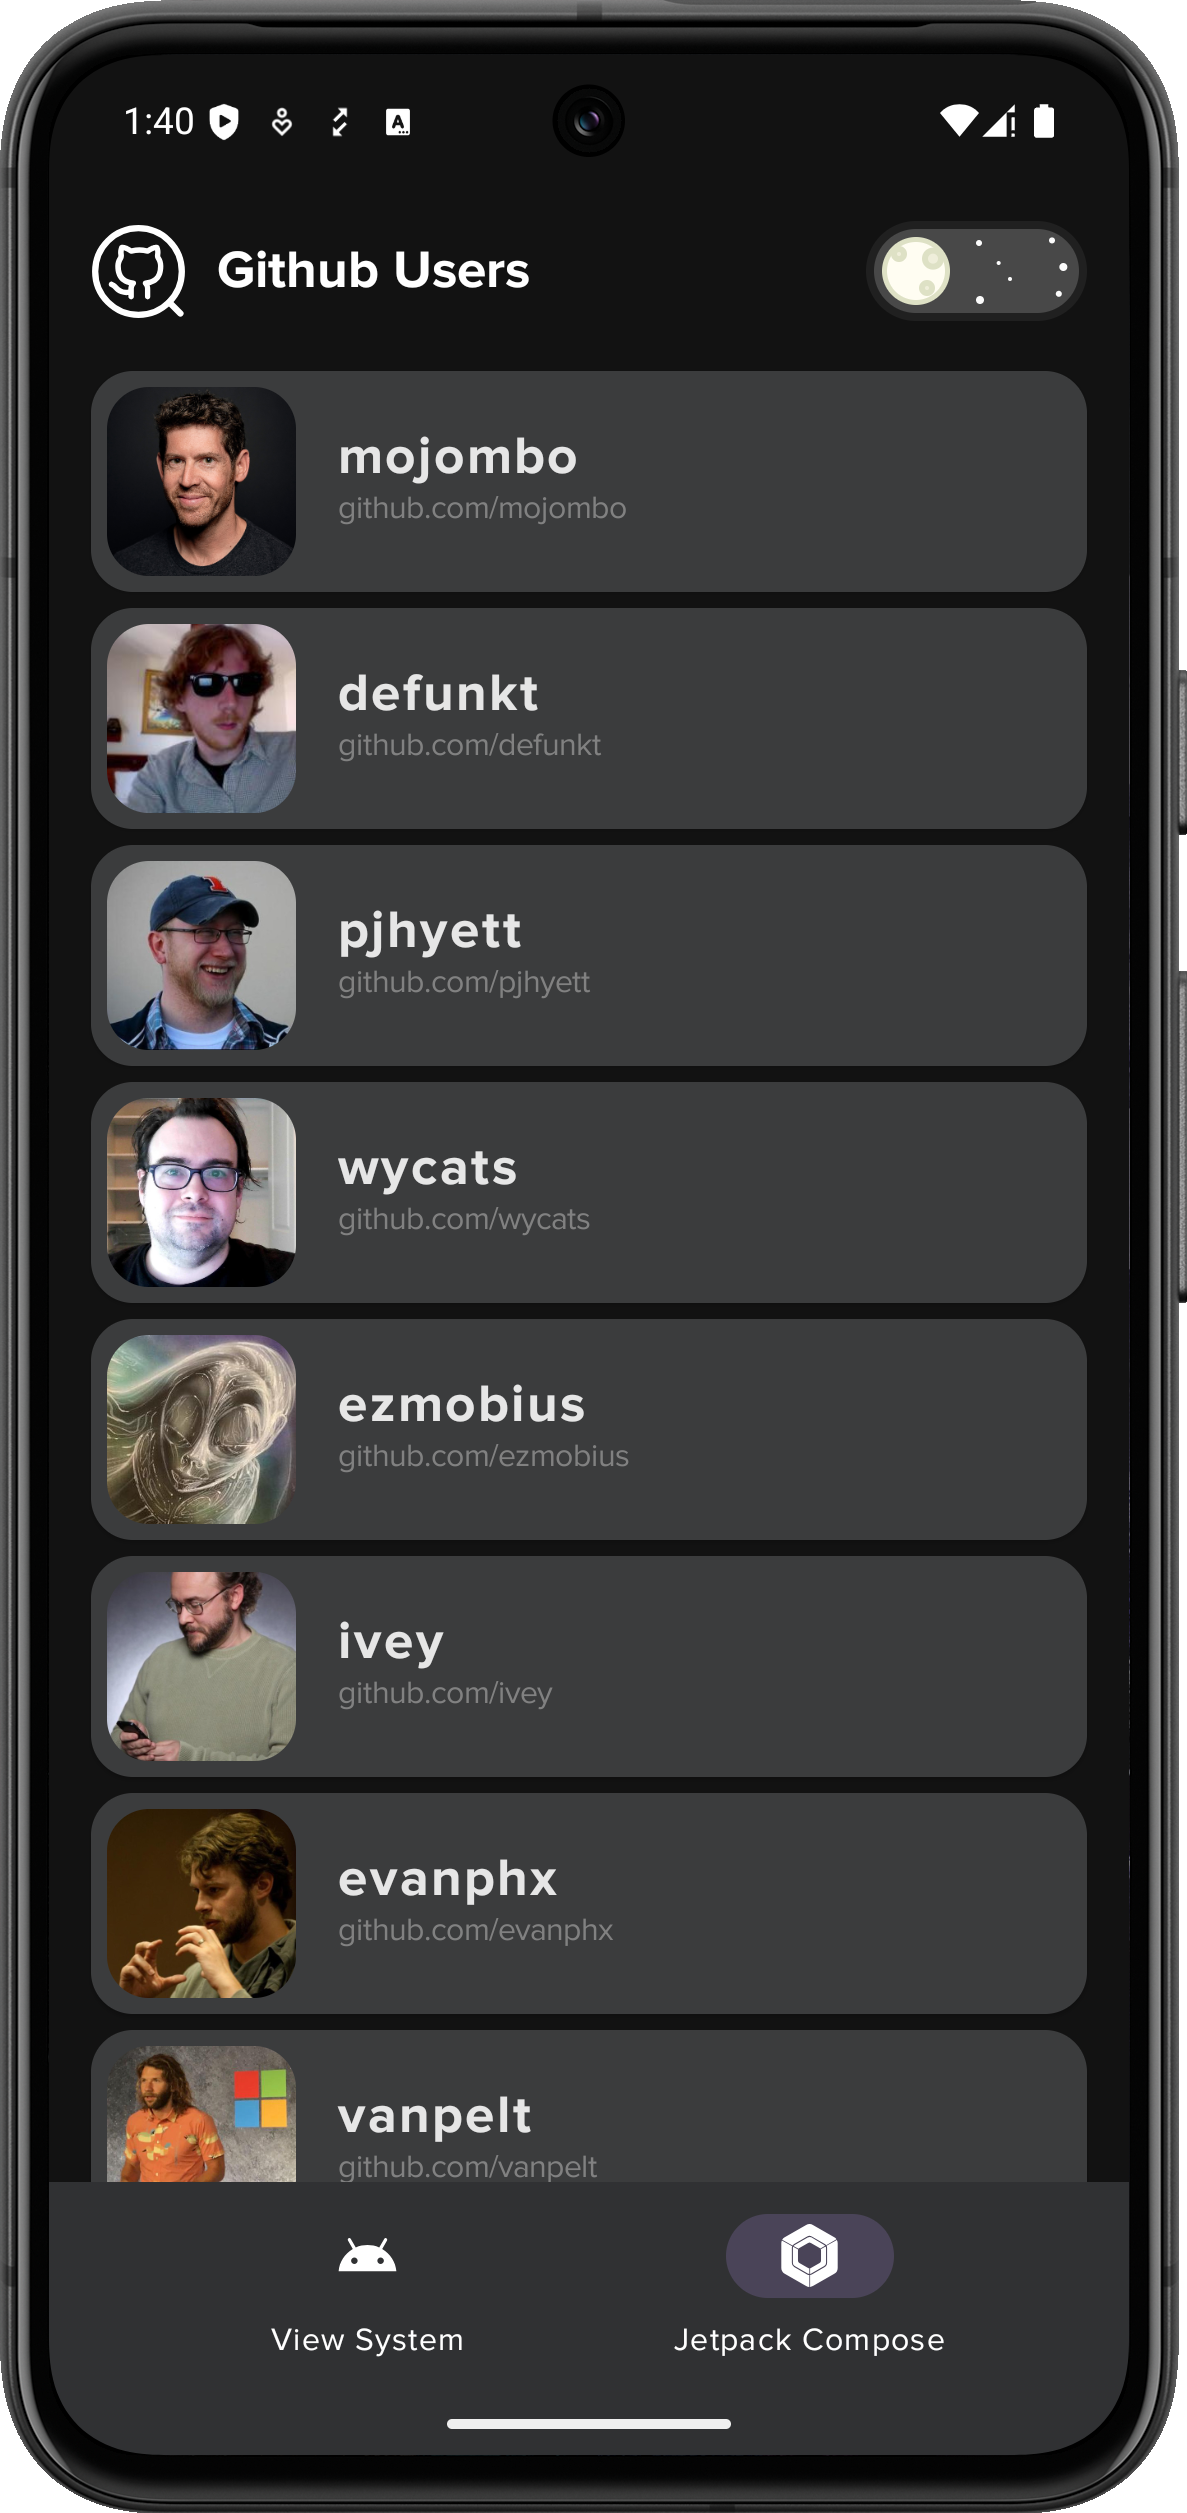 1:40
Github Users
mojombo
github.com/mojombo
defunkt
github.com/defunkt
pjhyett
github.com/pjhyett
wycats
github.com/wycats
ezmobius
github.com/ezmobius
ivey
github.com/ivey
evanphx
github.com/evanphx
vanpelt
github.com/vanpelt
View System
Jetpack Compose